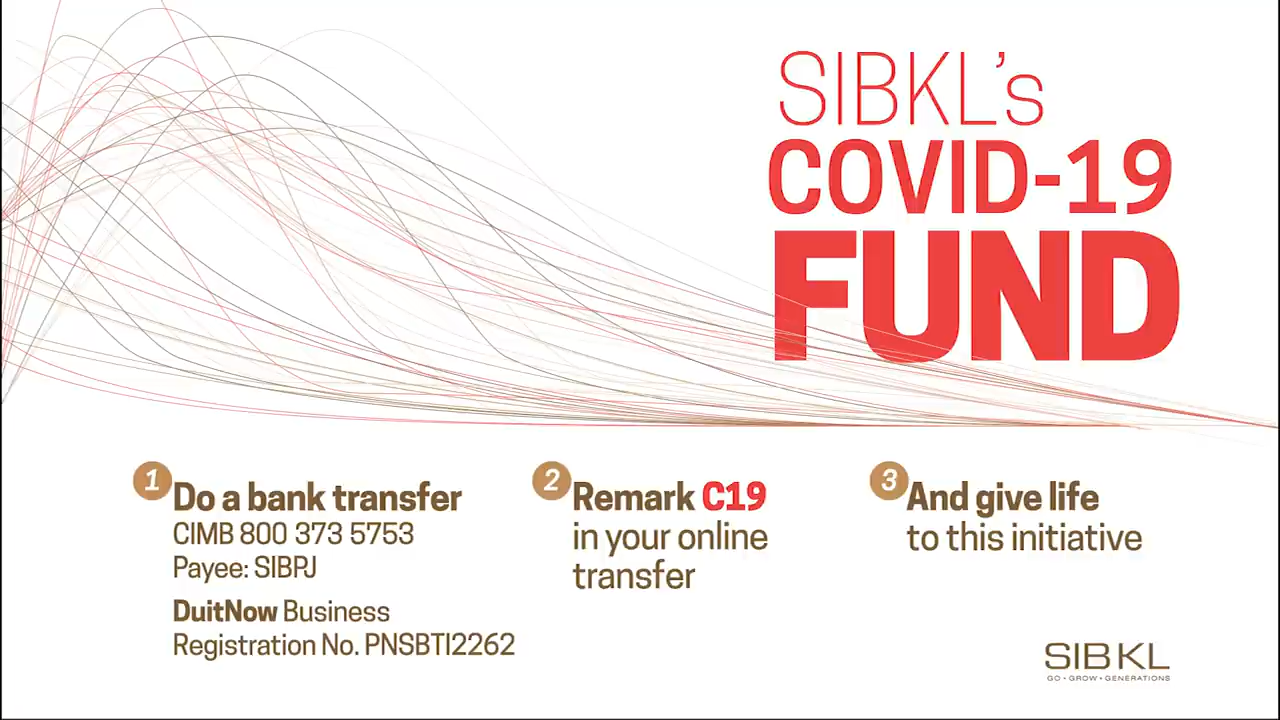 SIBKL's
COVID-19
FUND
1 Do a bank transfer
CIMB 800 373 5753
Payee: SIBPJ
DuitNow Business
Registration No. PNSBTI2262
2 Remark C19
in your online
transfer
3 And give life
to this initiative
SIBKL
GO • GROW • GENERATIONS